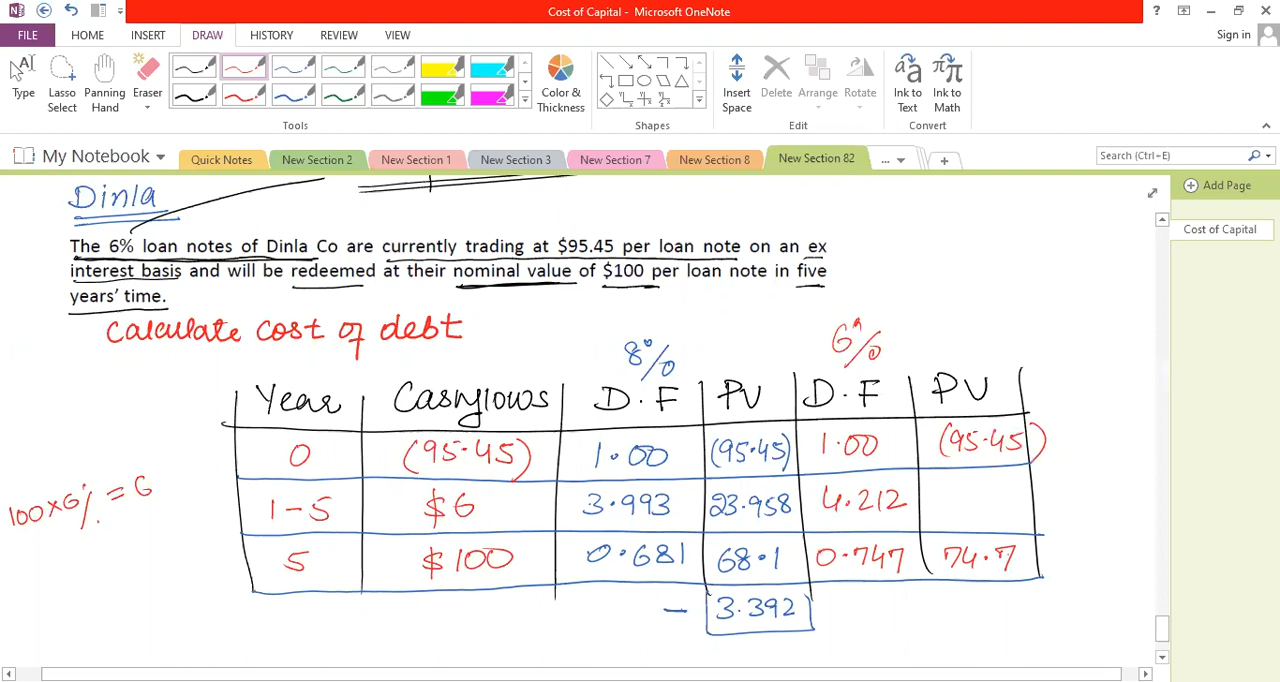 Cost of Capital - Microsoft OneNote
?
FILE HOME INSERT DRAW HISTORY REVIEW VIEW
Sign in
Type
Lasso Select
Panning Hand
Eraser
Color & Thickness
Insert Space
Delete
Arrange
Rotate
Ink to Text
Ink to Math
Tools Shapes Edit Convert
My Notebook Quick Notes New Section 2 New Section 1 New Section 3 New Section 7 New Section 8 New Section 82 ... + Search (Ctrl+E)
Add Page
Cost of Capital
Dinla
The 6% loan notes of Dinla Co are currently trading at $95.45 per loan note on an ex
interest basis and will be redeemed at their nominal value of $100 per loan note in five
years’ time.
Calculate cost of debt
8% 6%
Year Cashflows D.F PV D.F PV
0 (95.45) 1.00 (95.45) 1.00 (95.45)
100x6% = 6
1-5 $6 3.993 23.958 4.212
5 $100 0.681 68.1 0.747 74.7
- 3.392